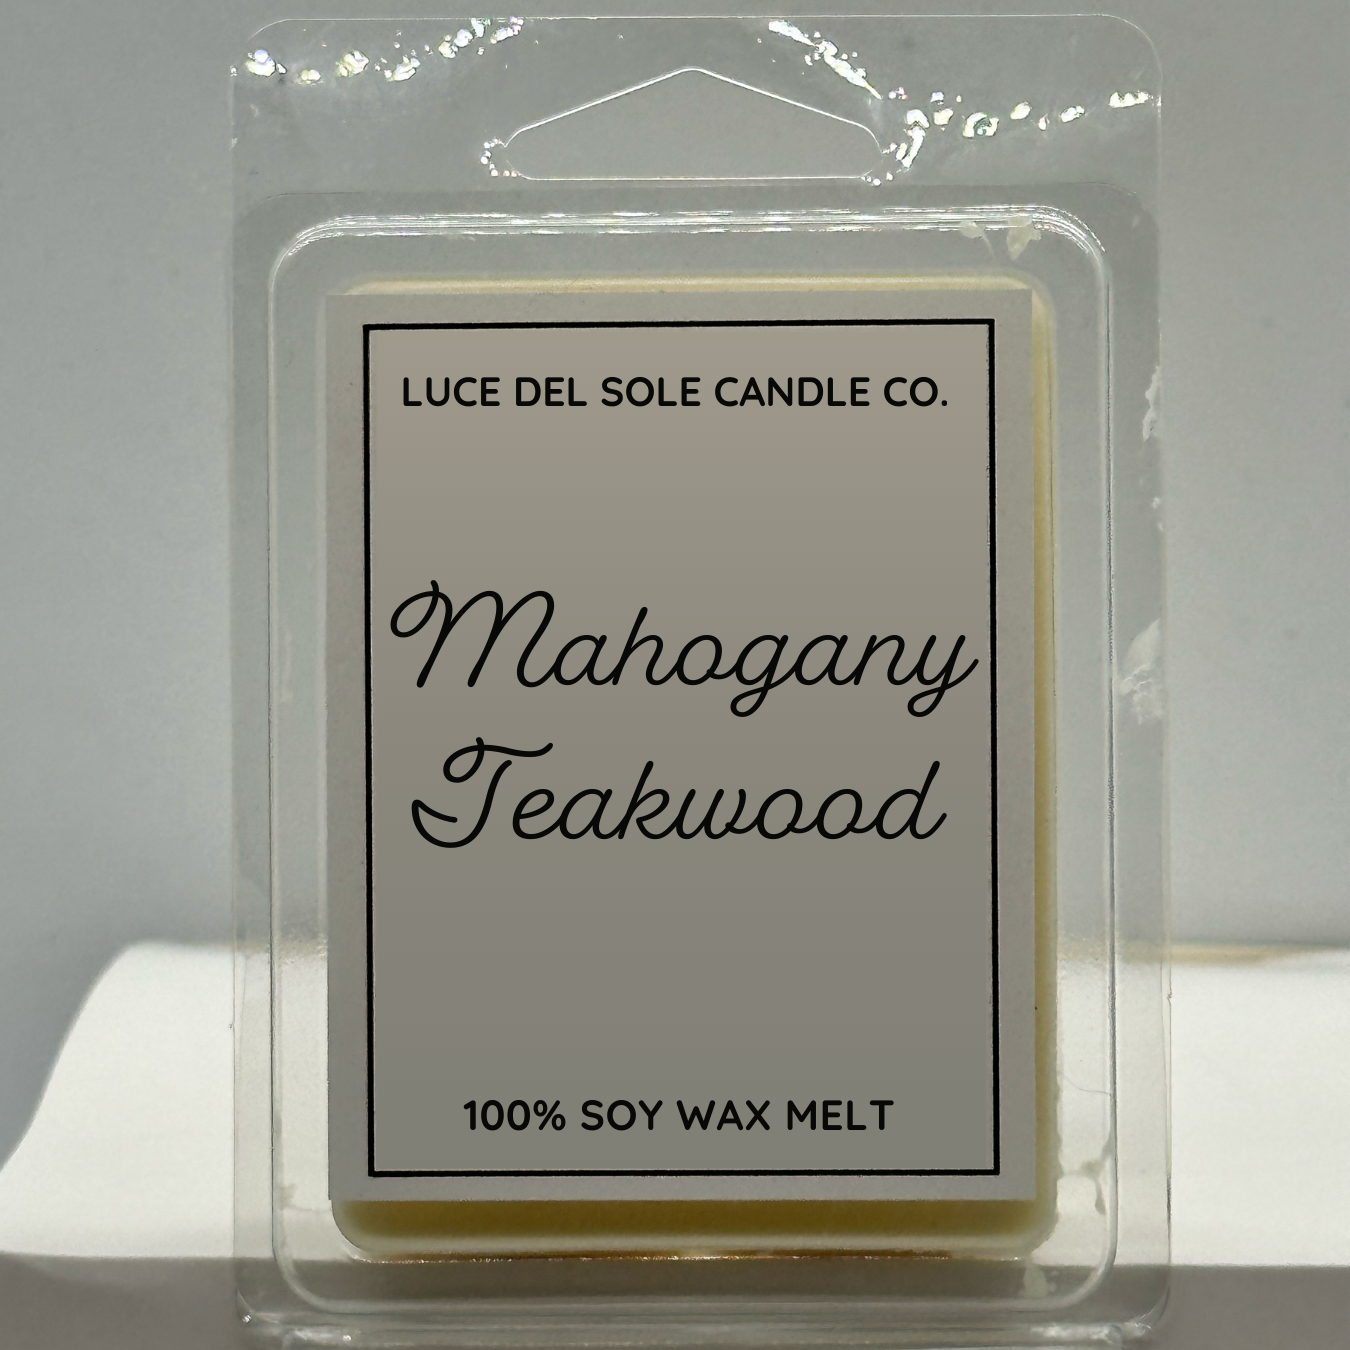 LUCE DEL SOLE CANDLE CO.
Mahogany
Teakwood
100% SOY WAX MELT